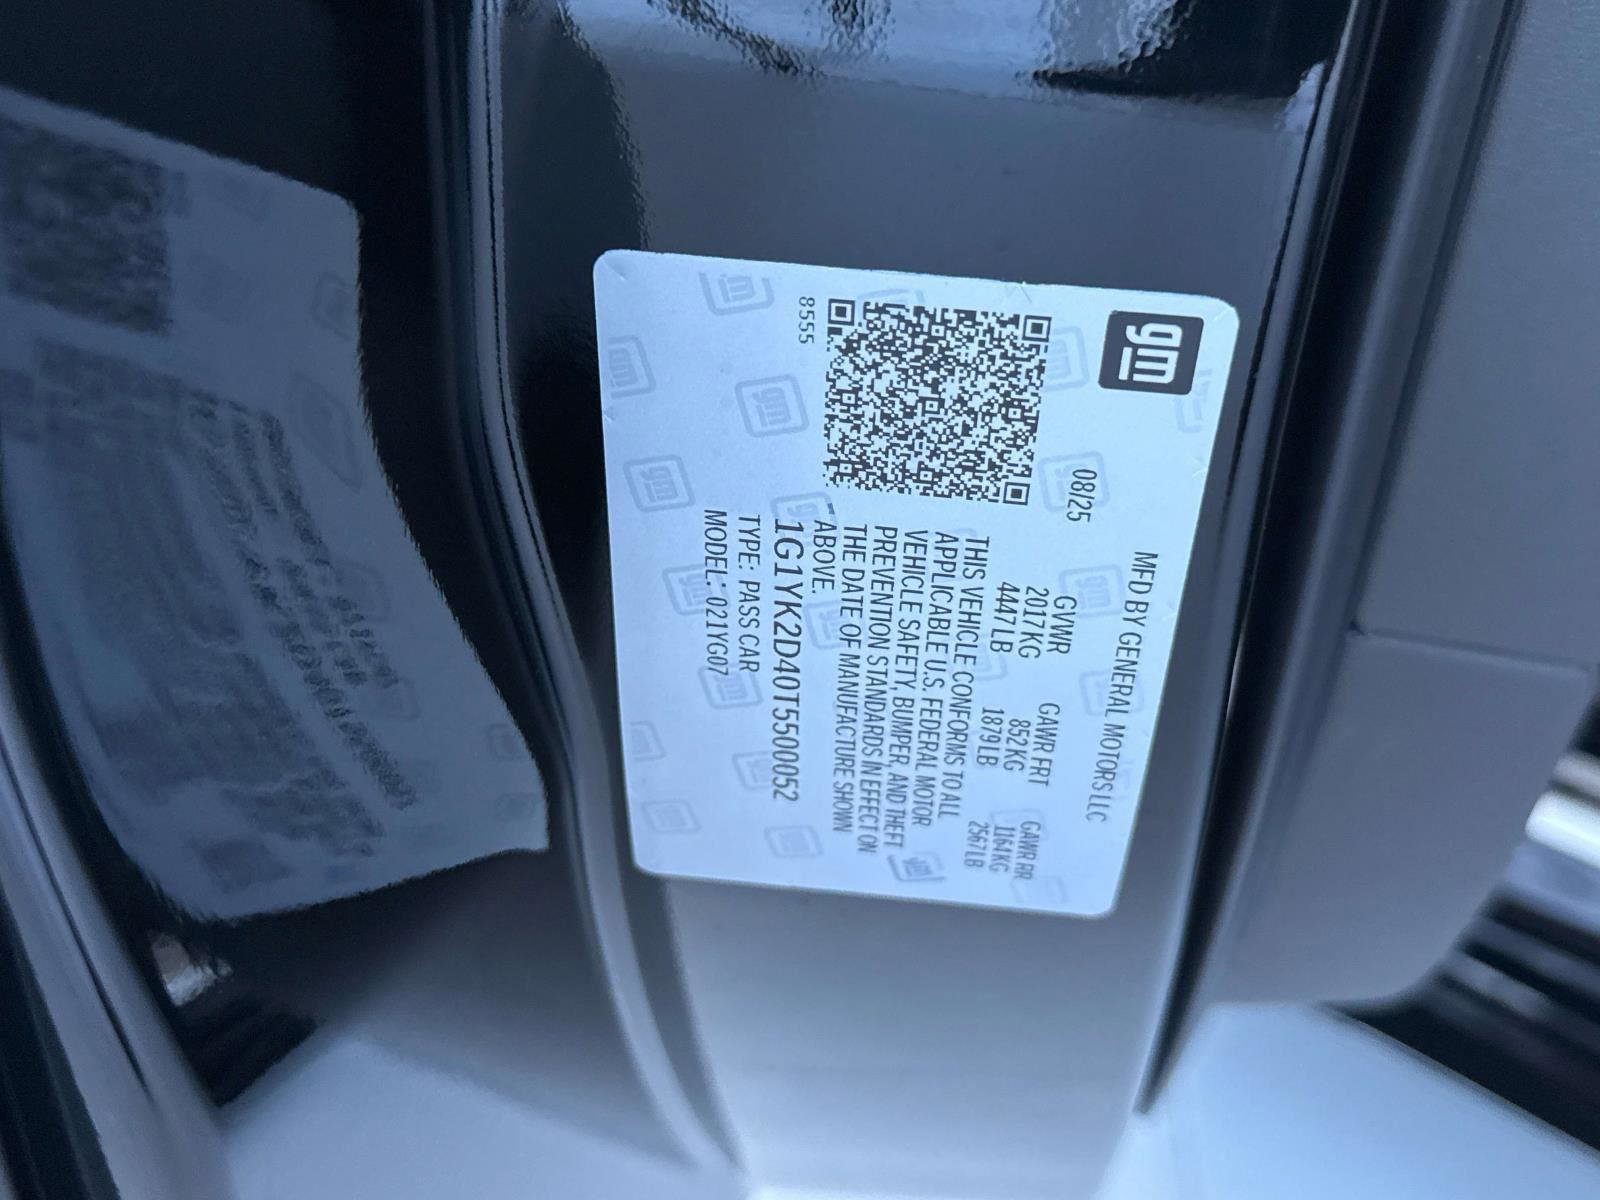 gm
MFD BY GENERAL MOTORS LLC
08/25
GVWR GAWR FRT GAWR RR
2017KG 852KG 1164KG
4447LB 1879LB 2567LB
THIS VEHICLE CONFORMS TO ALL
APPLICABLE U.S. FEDERAL MOTOR
VEHICLE SAFETY, BUMPER, AND THEFT
PREVENTION STANDARDS IN EFFECT ON
THE DATE OF MANUFACTURE SHOWN
ABOVE.
1G1YK2D40T5500052
TYPE: PASS CAR
MODEL: 021YG07
8555